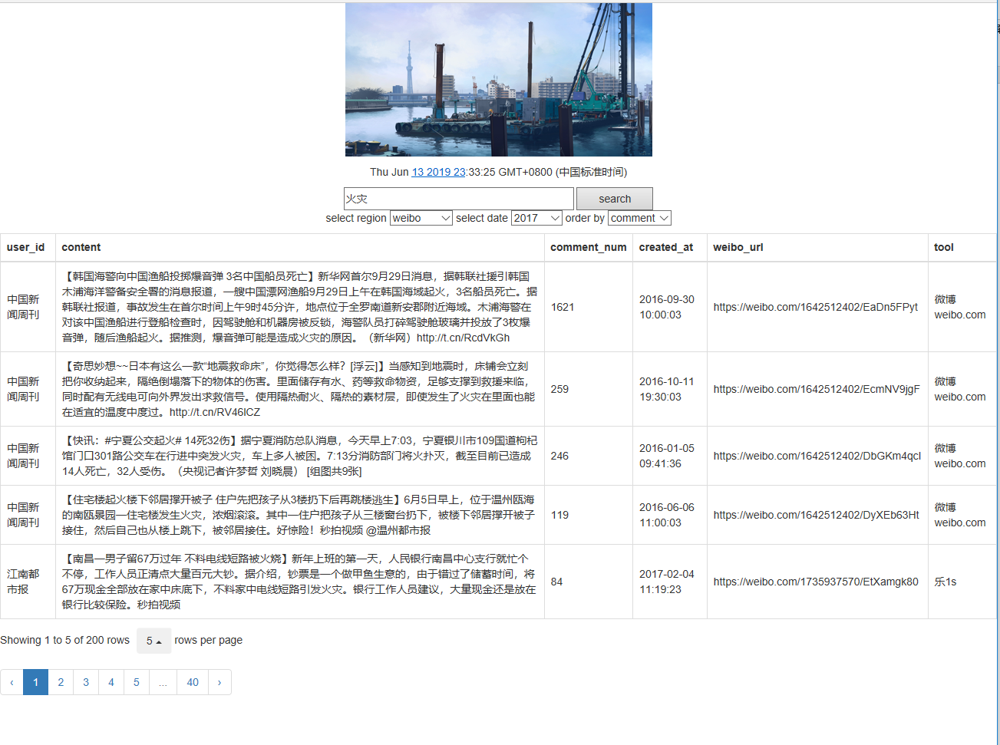 Thu Jun 13 2019 23:33:25 GMT+0800 (中国标准时间)
火灾 search
select region weibo select date 2017 order by comment
user_id content comment_num created_at weibo_url tool
中国新
闻周刊
【韩国海警向中国渔船投掷爆音弹 3名中国船员死亡】新华网首尔9月29日消息，据韩联社援引韩国
木浦海洋警备安全署的消息报道，一艘中国漂网渔船9月29日上午在韩国海域起火，3名船员死亡。据
韩联社报道，事故发生在首尔时间上午9时45分许，地点位于全罗南道新安郡附近海域。木浦海警在
对该中国渔船进行登船检查时，因驾驶舱和机器房被反锁，海警队员打碎驾驶舱玻璃并投放了3枚爆
音弹，随后渔船起火。据推测，爆音弹可能是造成火灾的原因。（新华网）http://t.cn/RcdVkGh
1621
2016-09-30
10:00:03
https://weibo.com/1642512402/EaDn5FPyt
微博
weibo.com
中国新
闻周刊
【奇思妙想~~日本有这么一款“地震救命床”，你觉得怎么样？[浮云]】当感知到地震时，床铺会立刻
把你收纳起来，隔绝倒塌落下的物体的伤害。里面储存有水、药等救命物资，足够支撑到救援来临，
同时配有无线电可向外界发出求救信号。使用隔热耐火、隔热的素材层，即使发生了火灾在里面也能
在适宜的温度中度过。http://t.cn/RV46ICZ
259
2016-10-11
19:30:03
https://weibo.com/1642512402/EcmNV9jgF
微博
weibo.com
中国新
闻周刊
【快讯：#宁夏公交起火# 14死32伤】据宁夏消防总队消息，今天早上7:03，宁夏银川市109国道枸杞
馆门口301路公交车在行进中突发火灾，车上多人被困。7:13分消防部门将火扑灭，截至目前已造成
14人死亡，32人受伤。（央视记者许梦哲 刘晓晨） [组图共9张]
246
2016-01-05
09:41:36
https://weibo.com/1642512402/DbGKm4qcI
微博
weibo.com
中国新
闻周刊
【住宅楼起火楼下邻居撑开被子 住户先把孩子从3楼扔下后再跳楼逃生】6月5日早上，位于温州瓯海
的南瓯景园一住宅楼发生火灾，浓烟滚滚。其中一住户把孩子从三楼窗台扔下，被楼下邻居撑开被子
接住，然后自己也从楼上跳下，被邻居接住。好惊险！秒拍视频 @温州都市报
119
2016-06-06
11:00:03
https://weibo.com/1642512402/DyXEb63Ht
微博
weibo.com
江南都
市报
【南昌一男子留67万过年 不料电线短路被火烧】新年上班的第一天，人民银行南昌中心支行就忙个
不停，工作人员正清点大量百元大钞。据介绍，钞票是一个做甲鱼生意的，由于错过了储蓄时间，将
67万现金全部放在家中床底下，不料家中电线短路引发火灾。银行工作人员建议，大量现金还是放在
银行比较保险。秒拍视频
84
2017-02-04
11:19:23
https://weibo.com/1735937570/EtXamgk80
乐1s
Showing 1 to 5 of 200 rows 5 rows per page
‹ 1 2 3 4 5 ... 40 ›